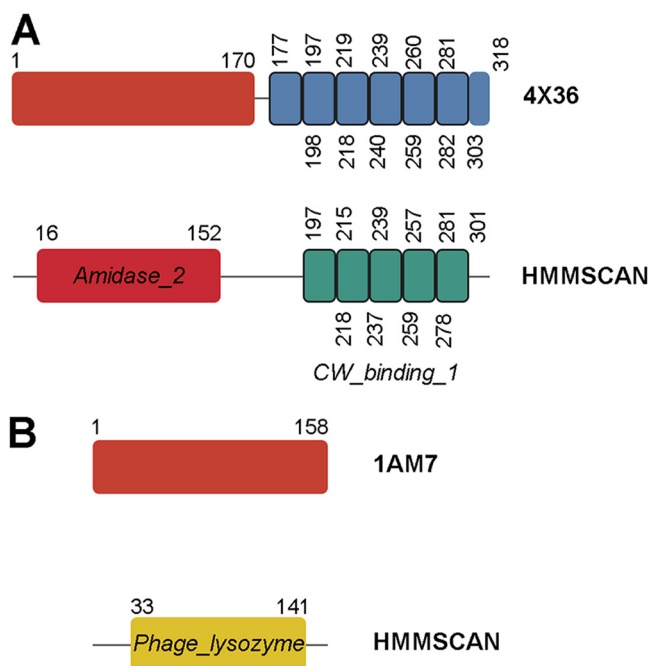 A
177 197 219 239 260 281 318
1 170
4X36
198 218 240 259 282 303
197 215 239 257 281 301
16 152
Amidase_2
HMMSCAN
218 237 259 278
CW_binding_1
B
1 158
1AM7
33 141
Phage_lysozyme
HMMSCAN